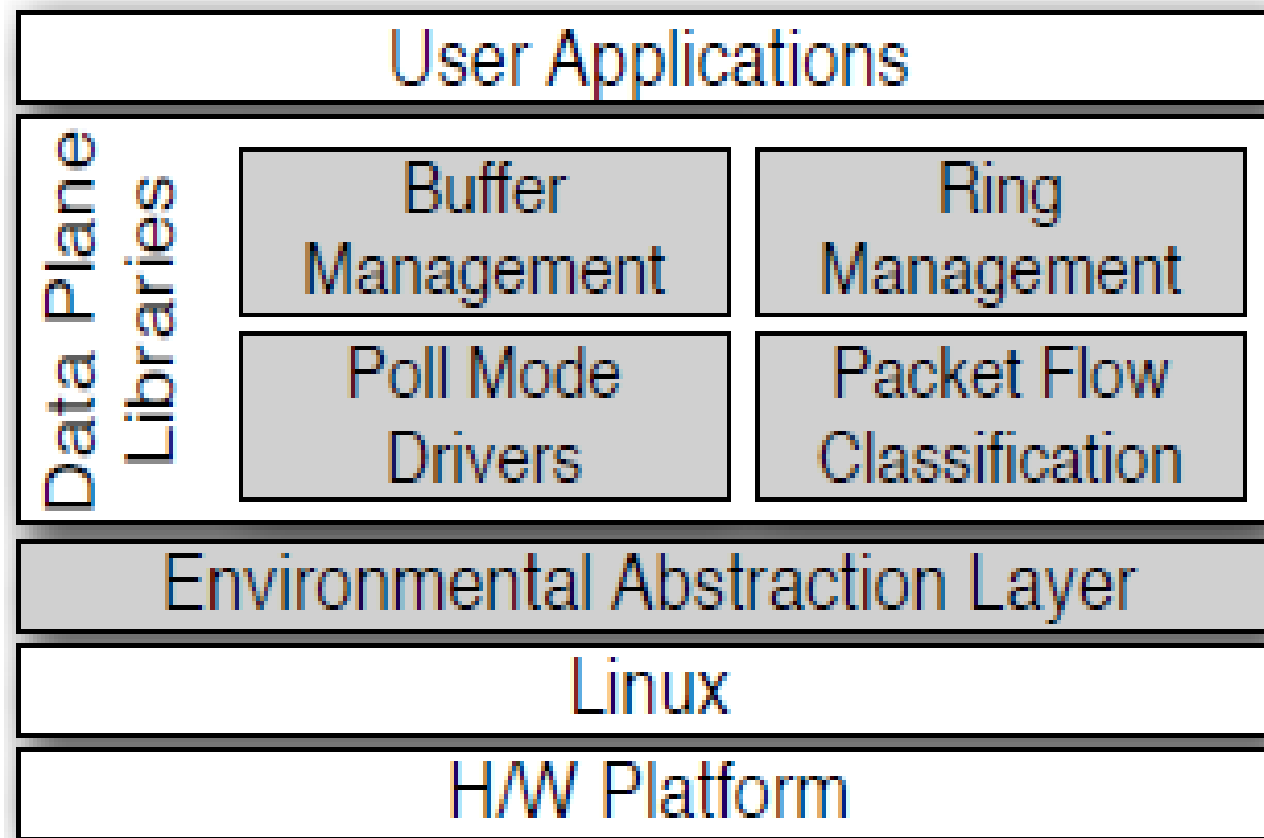 User Applications
Data Plane
Libraries
Buffer
Management
Ring
Management
Poll Mode
Drivers
Packet Flow
Classification
Environmental Abstraction Layer
Linux
H/W Platform